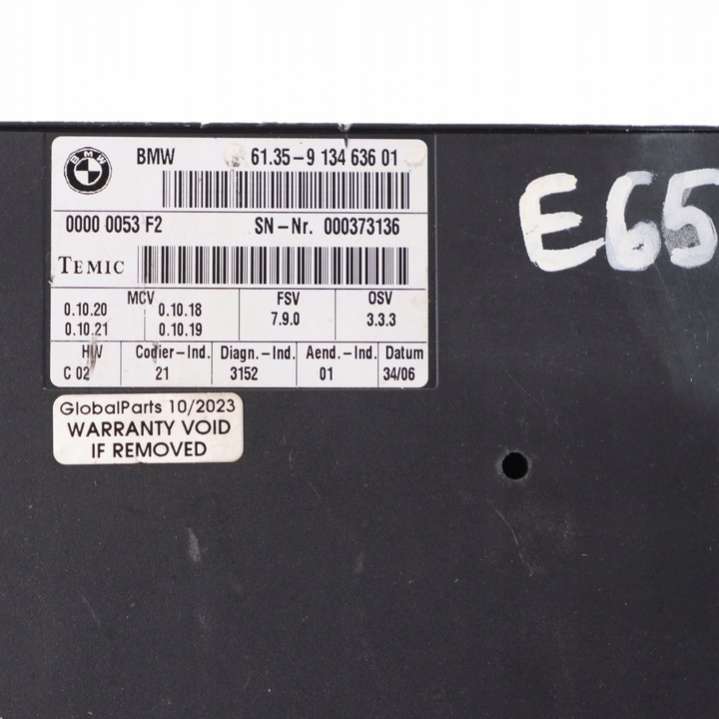 BMW 61.35-9 134 636 01
BMW
0000 0053 F2 SN-Nr. 000373136
TEMIC
MCV FSV OSV
0.10.20 0.10.18 7.9.0 3.3.3
0.10.21 0.10.19
HW Codier-Ind. Diagn.-Ind. Aend.-Ind. Datum
C 02 21 3152 01 34/06
GlobalParts 10/2023
WARRANTY VOID
IF REMOVED
E65